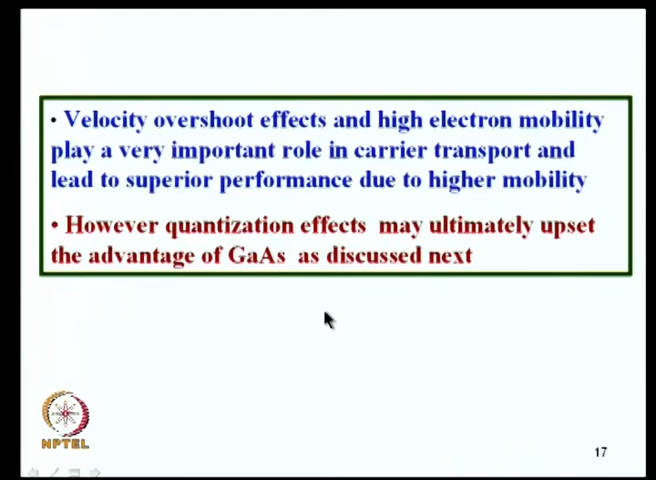 • Velocity overshoot effects and high electron mobility
play a very important role in carrier transport and
lead to superior performance due to higher mobility
• However quantization effects may ultimately upset
the advantage of GaAs as discussed next
NPTEL
17